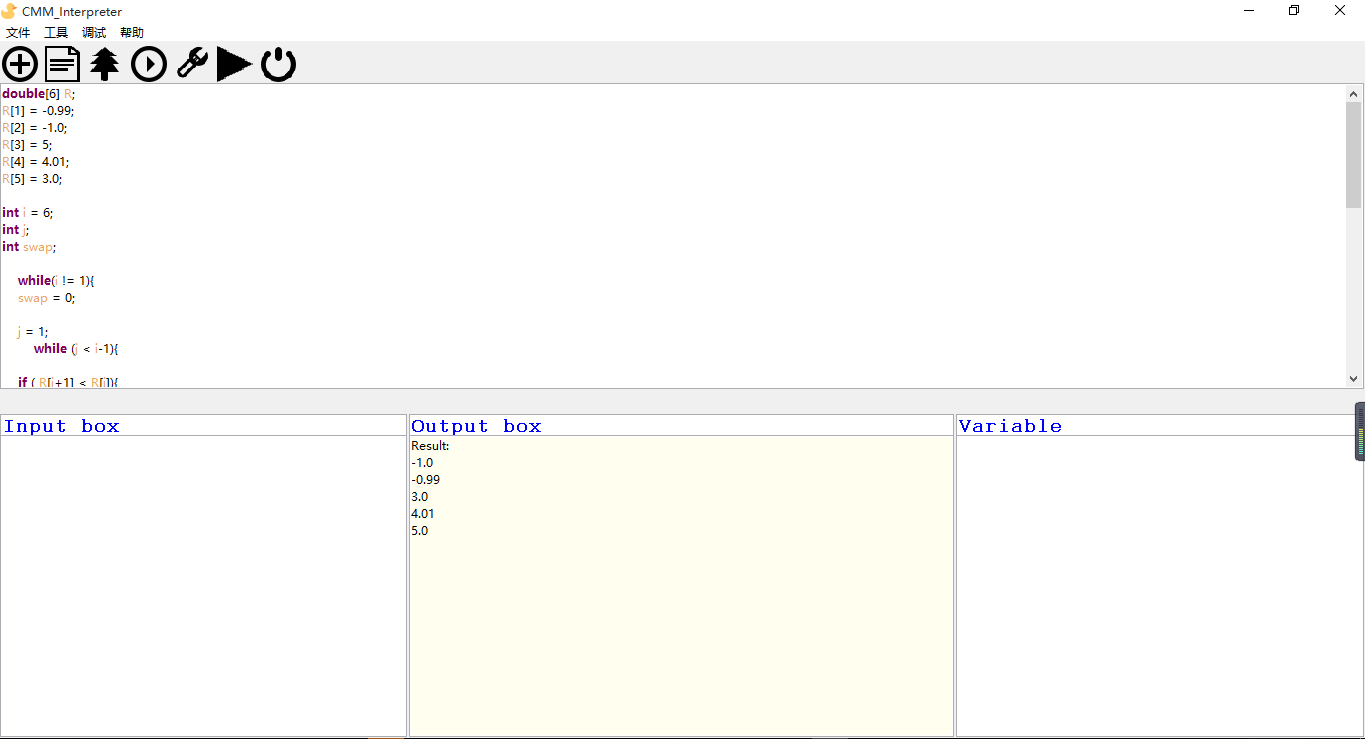 CMM_Interpreter
文件 工具 调试 帮助
double[6] R;
R[1] = -0.99;
R[2] = -1.0;
R[3] = 5;
R[4] = 4.01;
R[5] = 3.0;
int i = 6;
int j;
int swap;
while(i != 1){
swap = 0;
j = 1;
while (j < i-1){
if ( R[j+1] < R[j]){
Input box
Output box
Variable
Result:
-1.0
-0.99
3.0
4.01
5.0